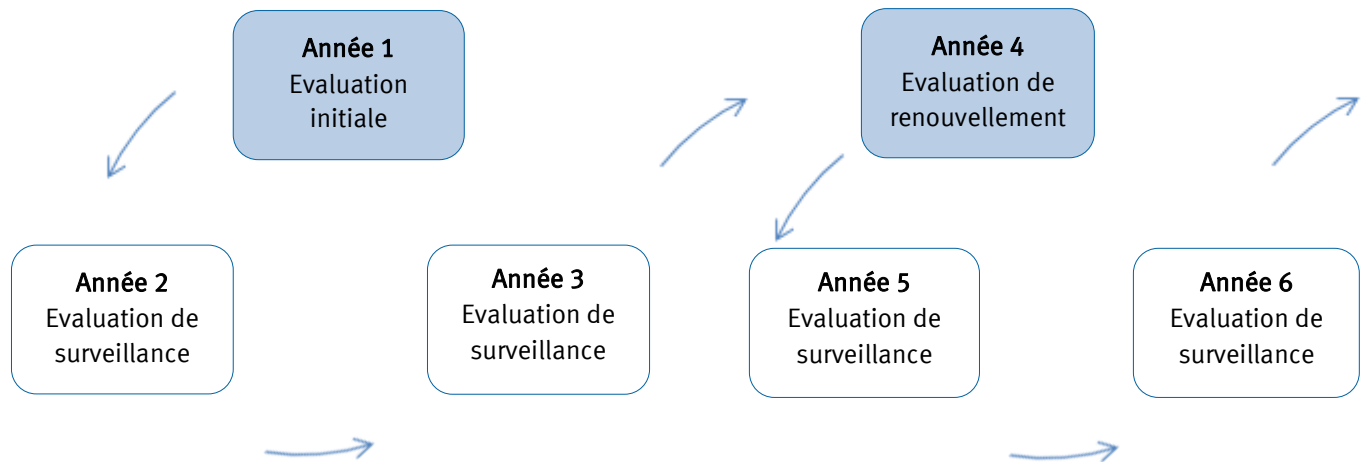 Année 1
Evaluation
initiale
Année 2
Evaluation de
surveillance
Année 3
Evaluation de
surveillance
Année 4
Evaluation de
renouvellement
Année 5
Evaluation de
surveillance
Année 6
Evaluation de
surveillance